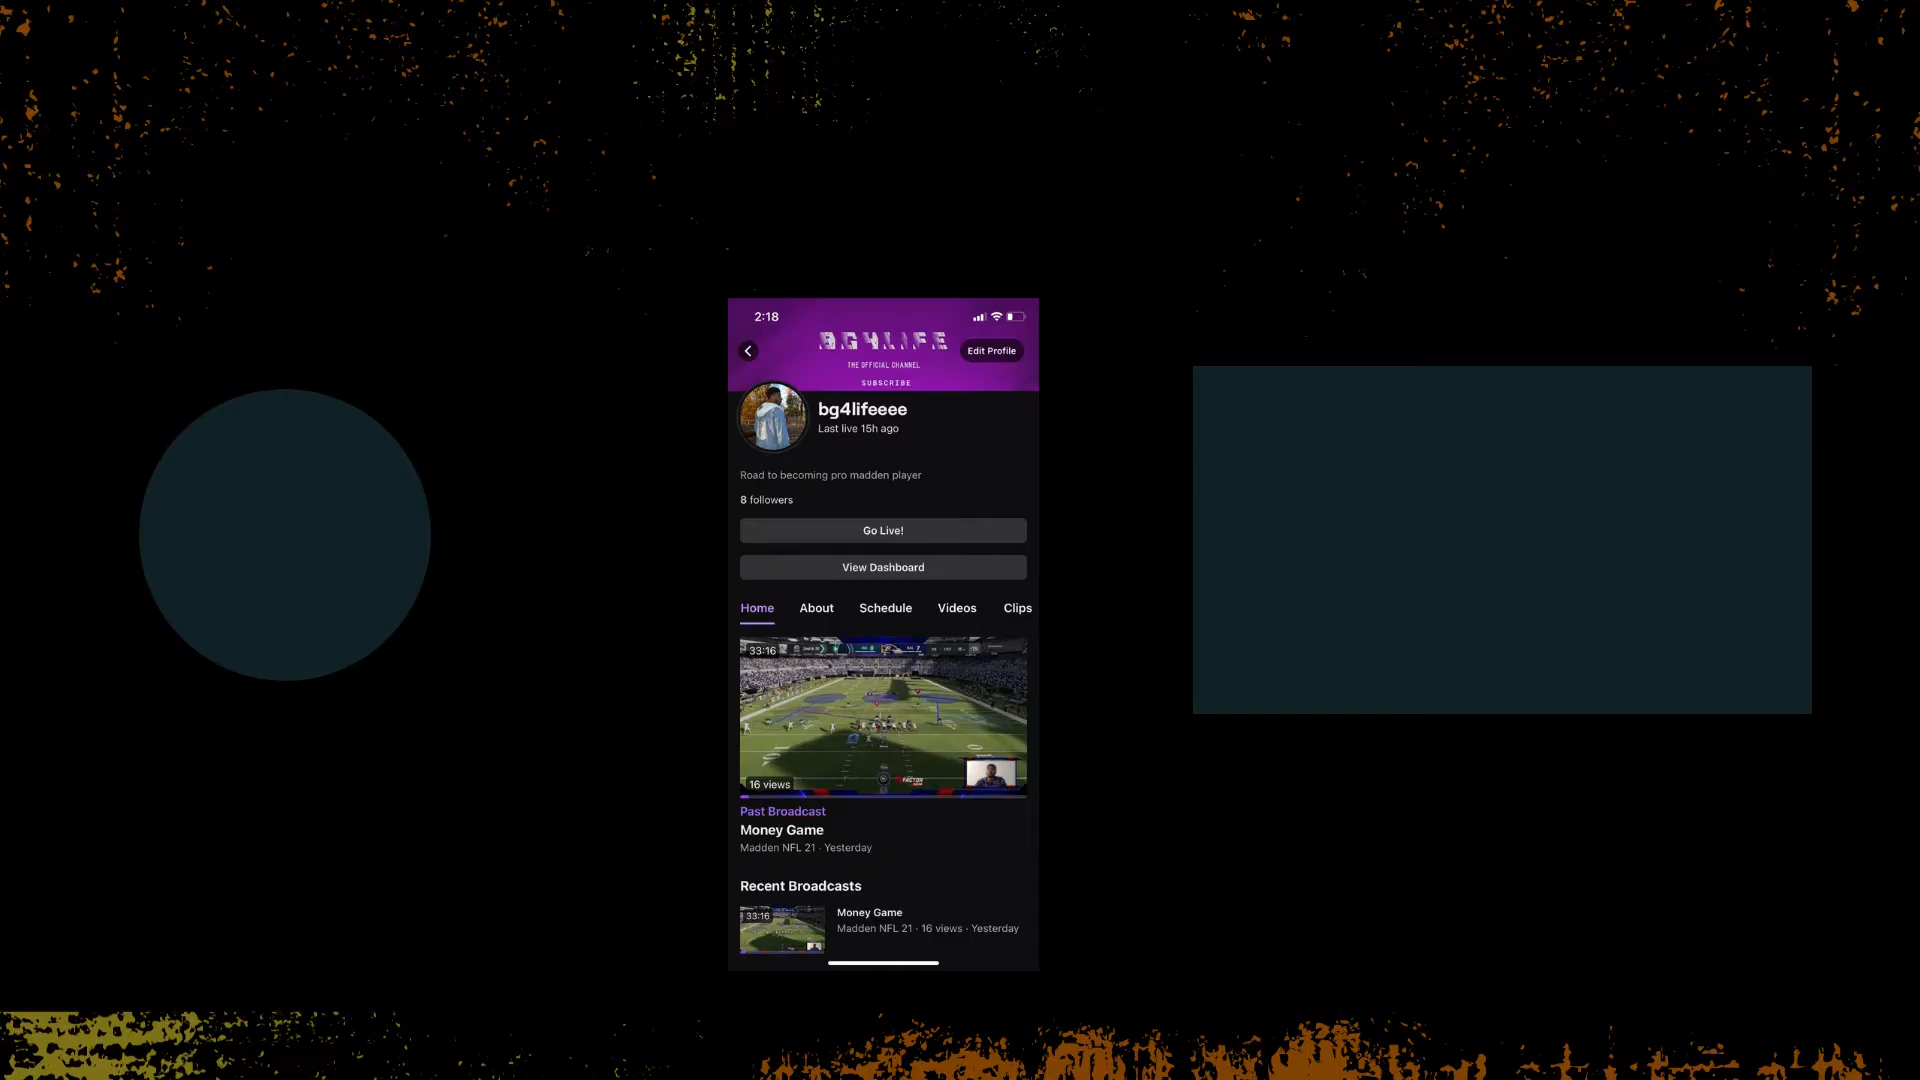 2:18
BG4LIFE
Edit Profile
THE OFFICIAL CHANNEL
SUBSCRIBE
bg4lifeeee
Last live 15h ago
Road to becoming pro madden player
8 followers
Go Live!
View Dashboard
Home About Schedule Videos Clips
33:16
16 views
Past Broadcast
Money Game
Madden NFL 21 · Yesterday
Recent Broadcasts
33:16
Money Game
Madden NFL 21 · 16 views · Yesterday